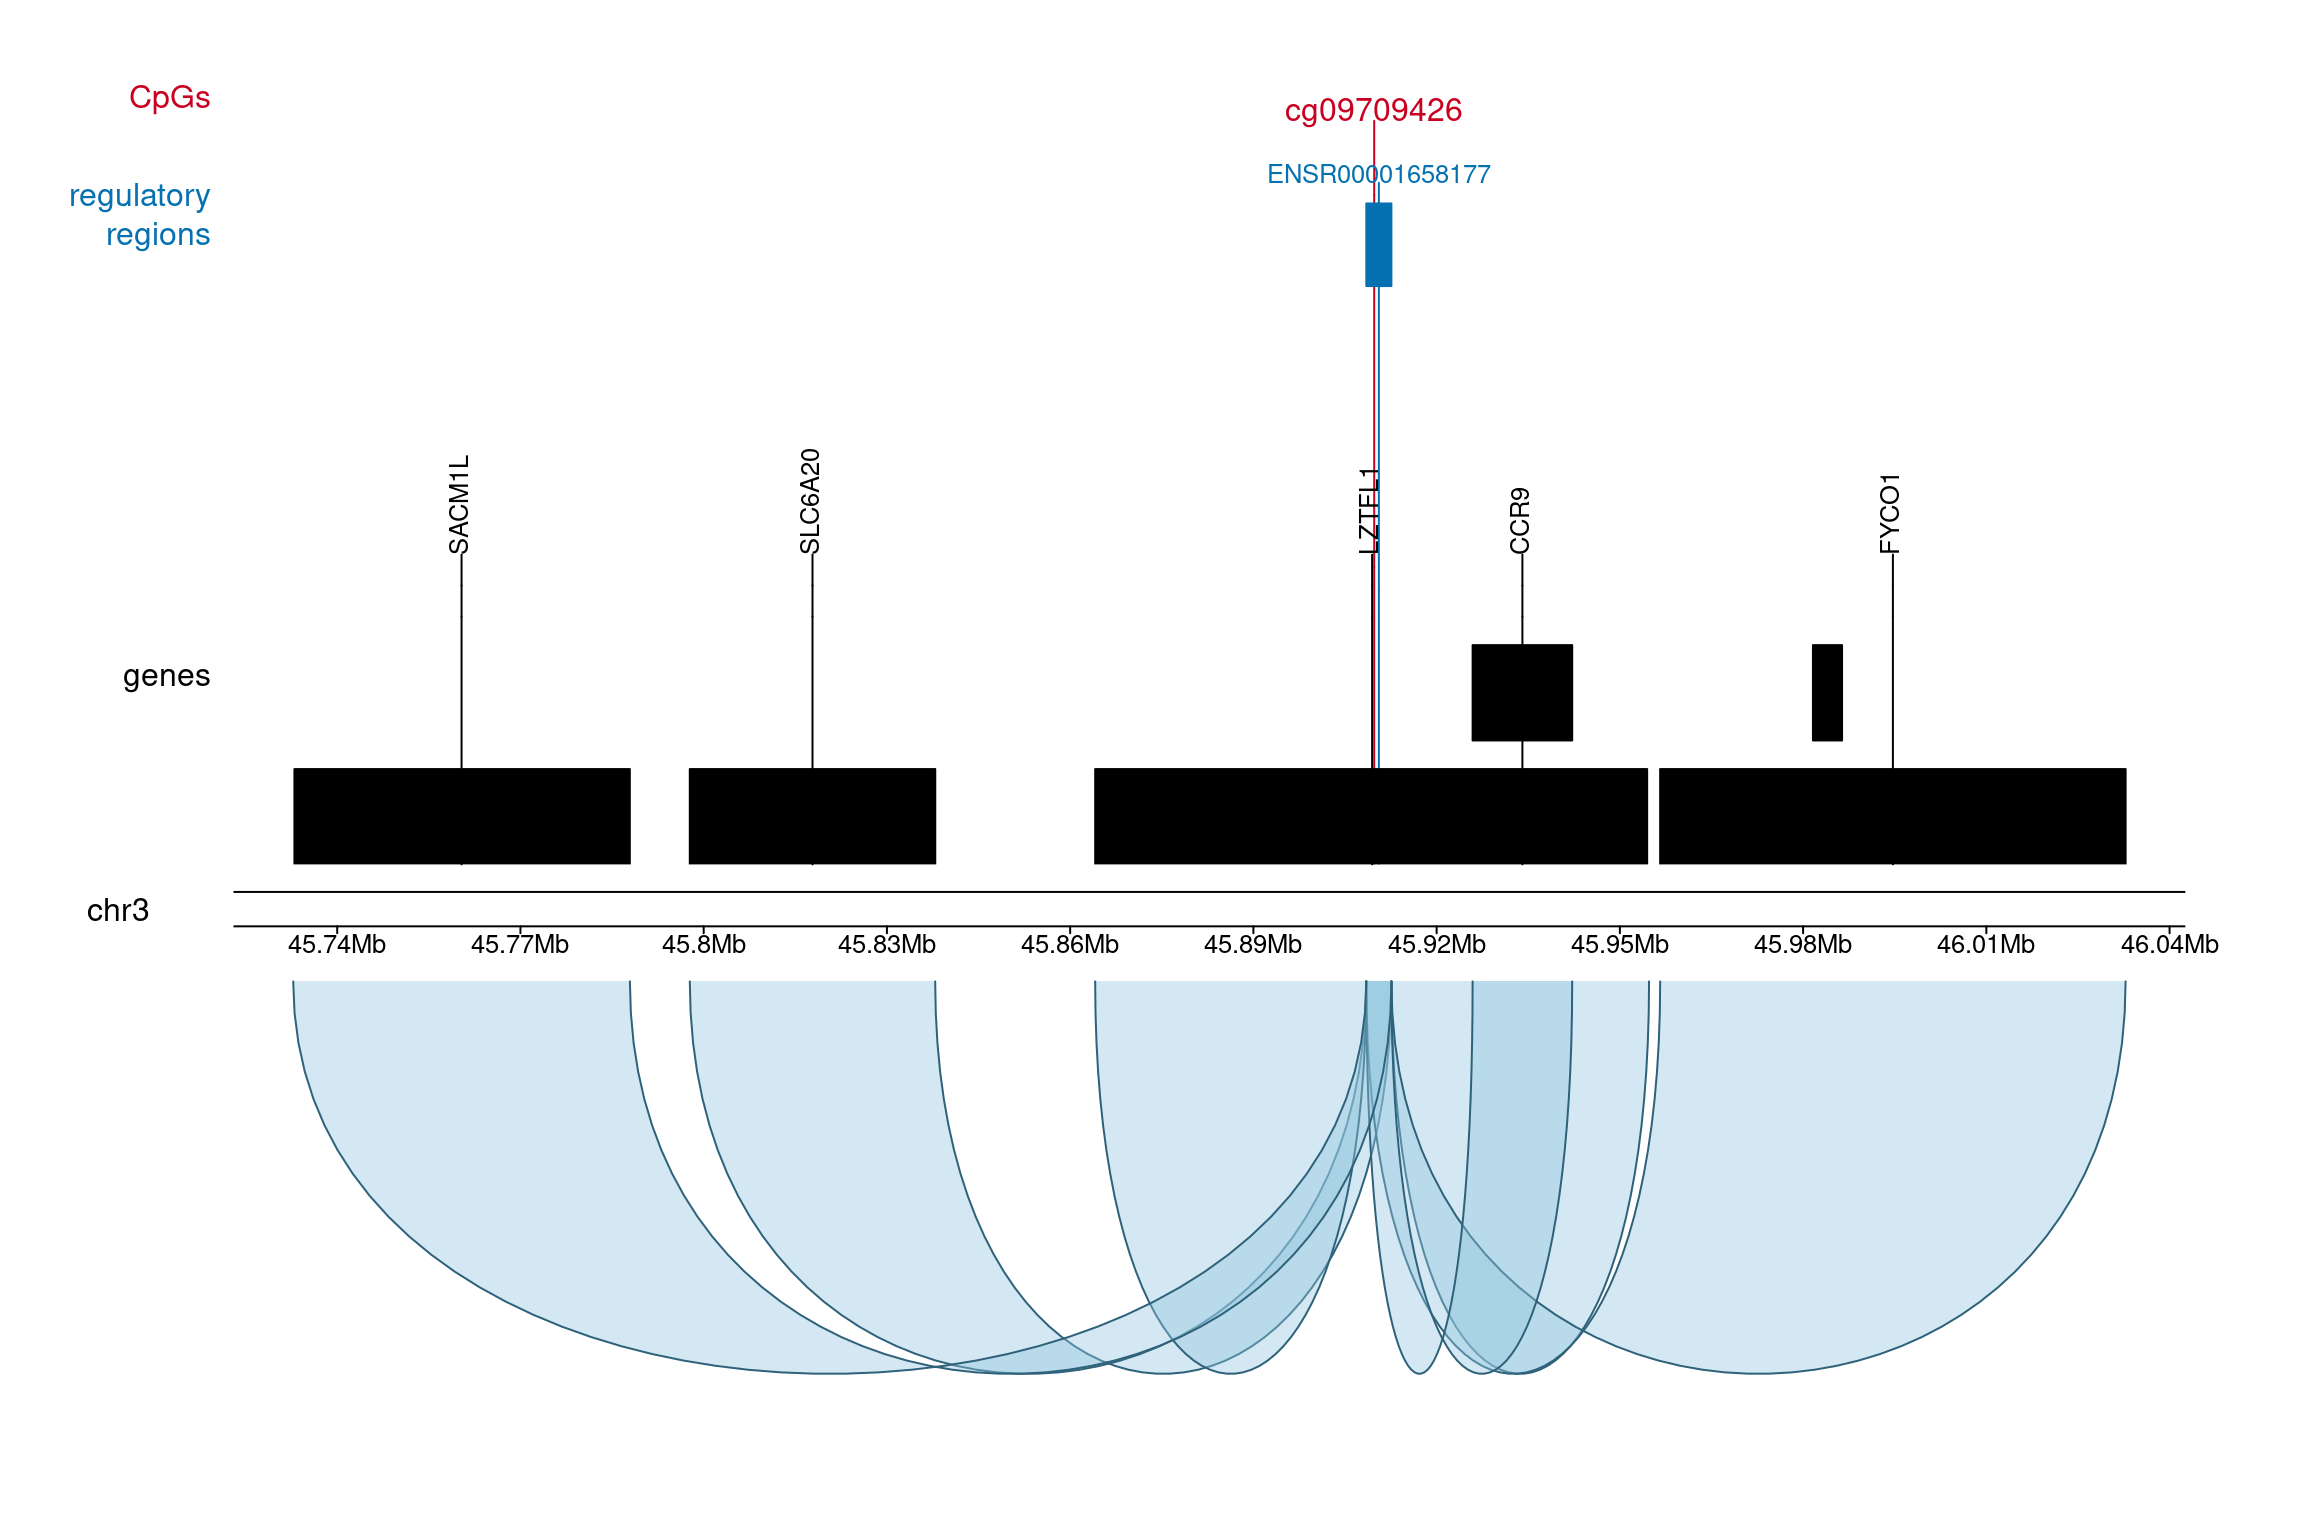 CpGs
cg09709426
ENSR00001658177
regulatory
regions
SACM1L
SLC6A20
LZTFL1
CCR9
FYCO1
genes
chr3
45.74Mb 45.77Mb 45.8Mb 45.83Mb 45.86Mb 45.89Mb 45.92Mb 45.95Mb 45.98Mb 46.01Mb 46.04Mb